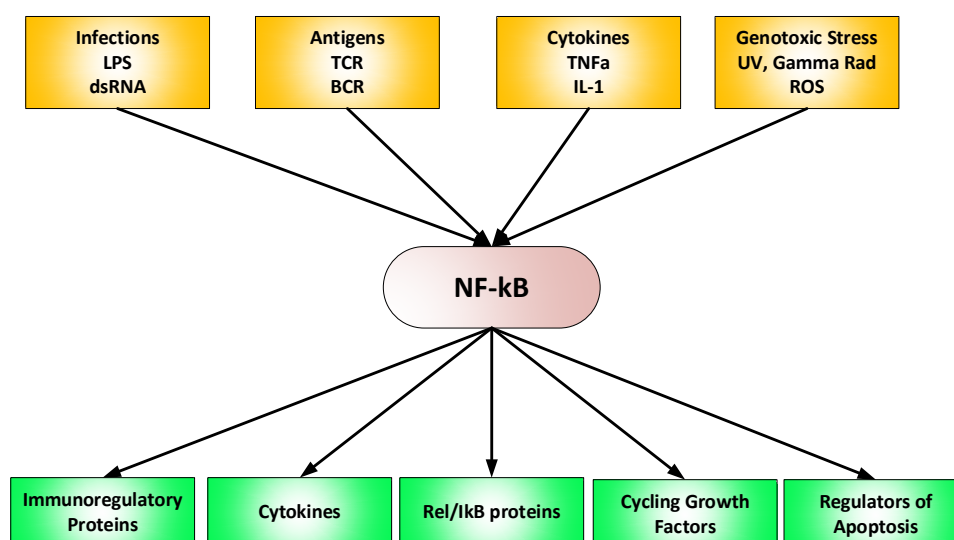 Infections
LPS
dsRNA
Antigens
TCR
BCR
Cytokines
TNFa
IL-1
Genotoxic Stress
UV, Gamma Rad
ROS
NF-kB
Immunoregulatory
Proteins
Cytokines
Rel/IkB proteins
Cycling Growth
Factors
Regulators of
Apoptosis